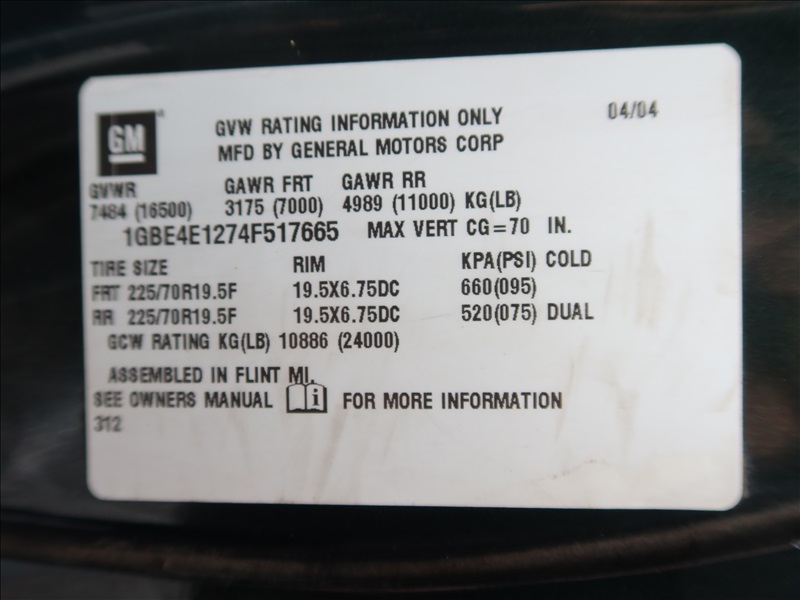 GM
GVW RATING INFORMATION ONLY 04/04
MFD BY GENERAL MOTORS CORP
GVWR GAWR FRT GAWR RR
7484 (16500) 3175 (7000) 4989 (11000) KG(LB)
1GBE4E1274F517665 MAX VERT CG=70 IN.
TIRE SIZE RIM KPA(PSI) COLD
FRT 225/70R19.5F 19.5X6.75DC 660(095)
RR 225/70R19.5F 19.5X6.75DC 520(075) DUAL
GCW RATING KG(LB) 10886 (24000)
ASSEMBLED IN FLINT MI.
SEE OWNERS MANUAL i FOR MORE INFORMATION
312